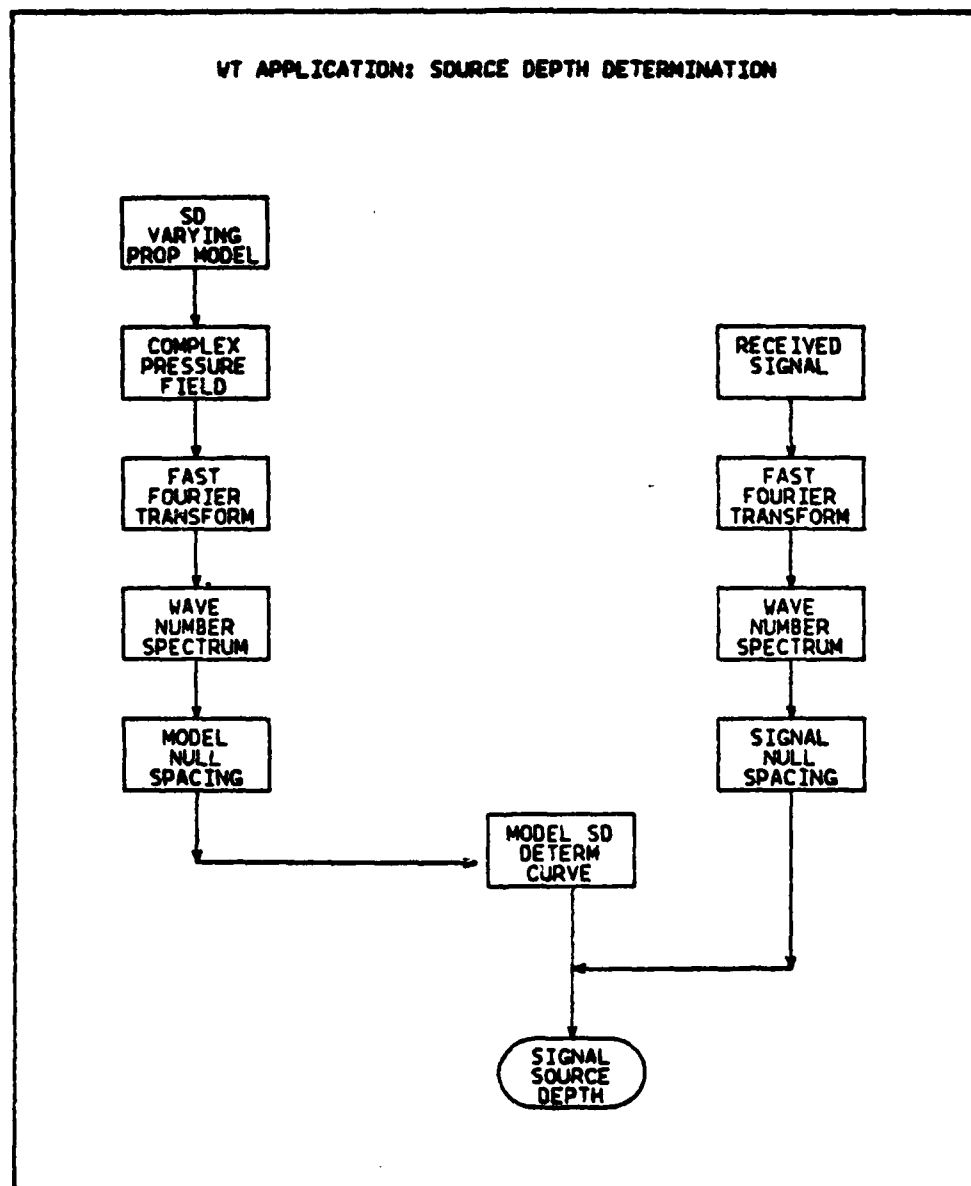 WT APPLICATION: SOURCE DEPTH DETERMINATION
SD
VARYING
PROP MODEL
COMPLEX
PRESSURE
FIELD
FAST
FOURIER
TRANSFORM
WAVE
NUMBER
SPECTRUM
MODEL
NULL
SPACING
RECEIVED
SIGNAL
FAST
FOURIER
TRANSFORM
WAVE
NUMBER
SPECTRUM
SIGNAL
NULL
SPACING
MODEL SD
DETERM
CURVE
SIGNAL
SOURCE
DEPTH